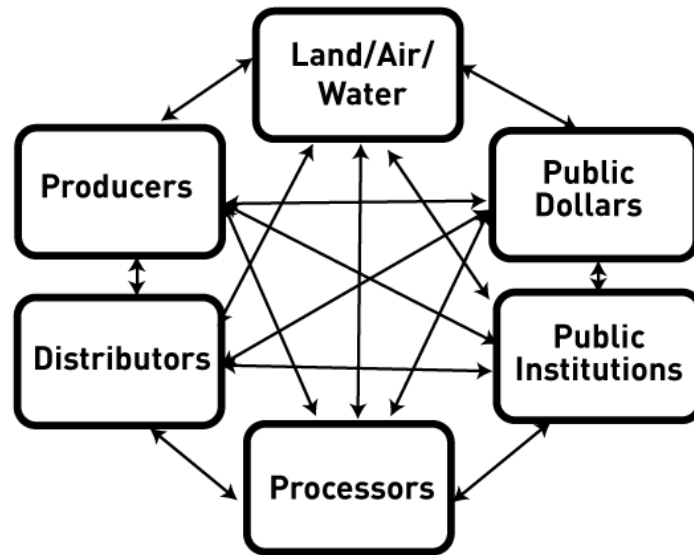 Land/Air/
Water
Producers
Public
Dollars
Distributors
Public
Institutions
Processors